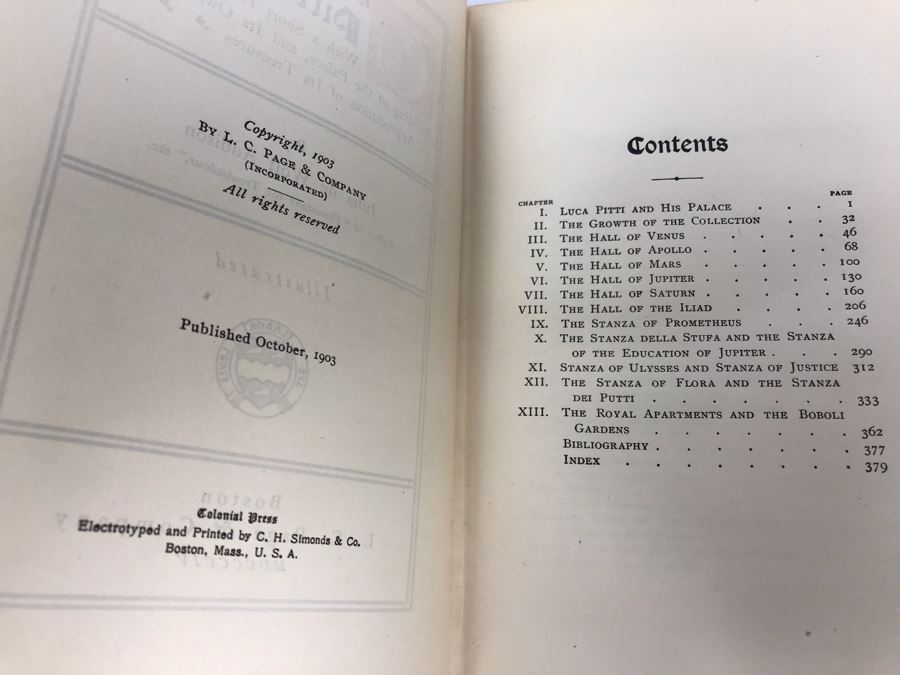 Copyright, 1903
By L. C. Page & Company
(Incorporated)
All rights reserved
Published October, 1903
Colonial Press
Electrotyped and Printed by C. H. Simonds & Co.
Boston, Mass., U. S. A.
Contents
CHAPTER PAGE
I. Luca Pitti and His Palace . . . 1
II. The Growth of the Collection . . 32
III. The Hall of Venus . . . . . 46
IV. The Hall of Apollo . . . . . 68
V. The Hall of Mars . . . . . 100
VI. The Hall of Jupiter . . . . . 130
VII. The Hall of Saturn . . . . . 160
VIII. The Hall of the Iliad . . . . 206
IX. The Stanza of Prometheus . . . 246
X. The Stanza della Stufa and the Stanza
of the Education of Jupiter . . . 290
XI. Stanza of Ulysses and Stanza of Justice 312
XII. The Stanza of Flora and the Stanza
dei Putti . . . . . . . 333
XIII. The Royal Apartments and the Boboli
Gardens . . . . . . . 362
Bibliography . . . . . . . 377
Index . . . . . . . . 379